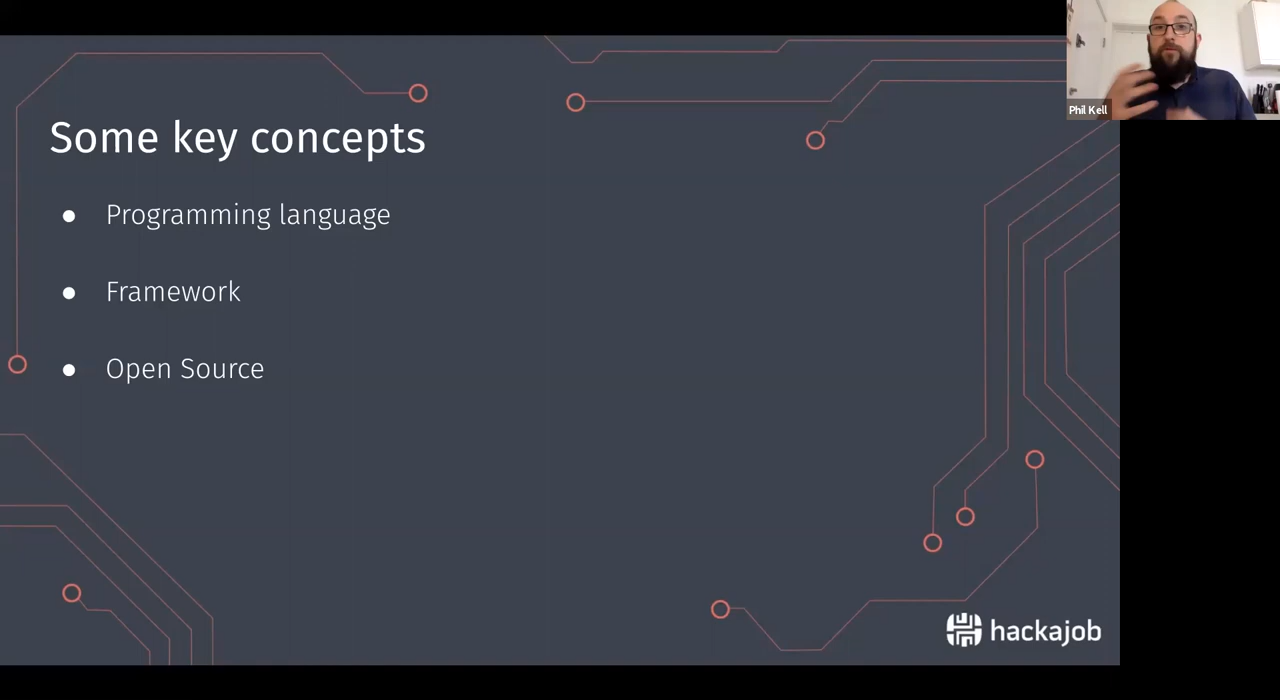 Some key concepts
● Programming language
● Framework
● Open Source
hackajob
Phil Kell